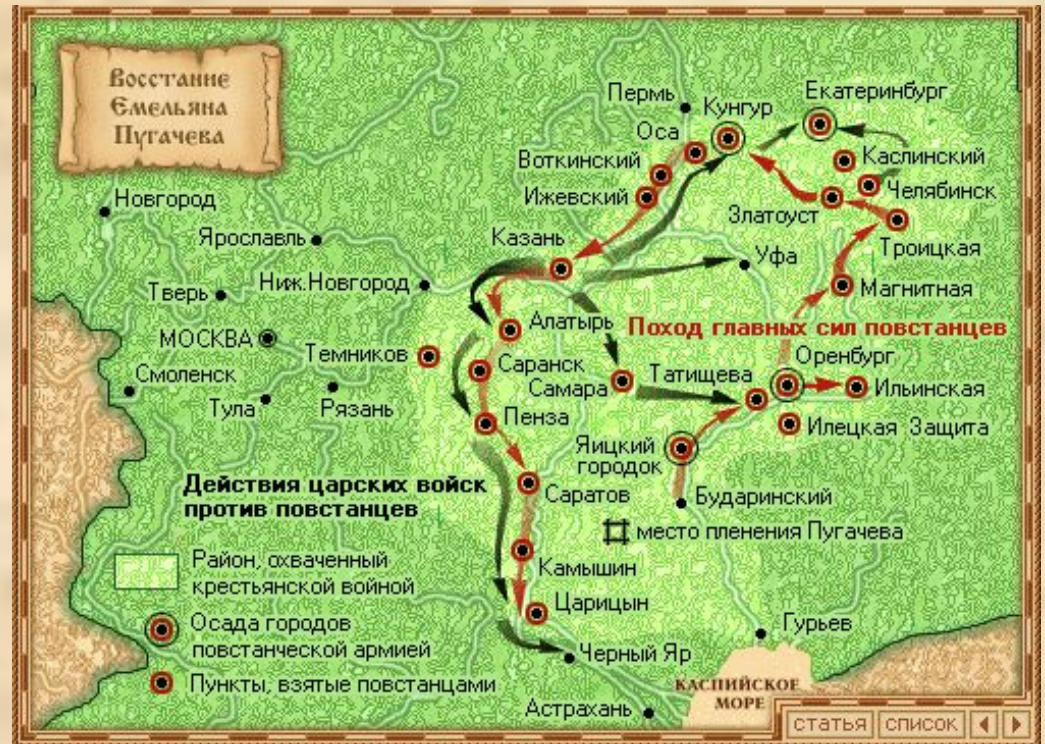 Восстание
Емельяна
Пугачева
Пермь
Кунгур
Екатеринбург
Оса
Воткинский
Каслинский
Ижевский
Челябинск
Новгород
Златоуст
Ярославль
Казань
Троицкая
Уфа
Тверь
Ниж.Новгород
Магнитная
Алатырь
Поход главных сил повстанцев
МОСКВА
Темников
Оренбург
Смоленск
Саранск
Татищева
Самара
Ильинская
Тула
Рязань
Пенза
Илецкая Защита
Яицкий
городок
Действия царских войск
против повстанцев
Саратов
Бударинский
место пленения Пугачева
Район, охваченный
крестьянской войной
Камышин
Царицын
Осада городов
повстанческой армией
Гурьев
Черный Яр
Пункты, взятые повстанцами
КАСПИЙСКОЕ
МОРЕ
Астрахань
статья список